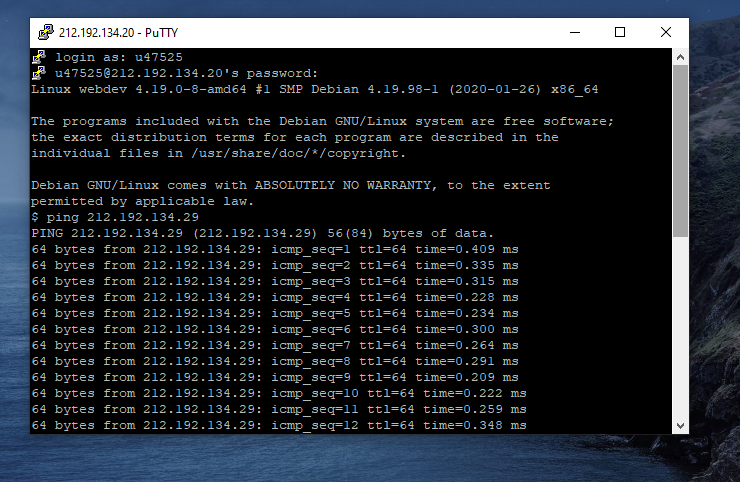 212.192.134.20 - PuTTY
login as: u47525
u47525@212.192.134.20's password:
Linux webdev 4.19.0-8-amd64 #1 SMP Debian 4.19.98-1 (2020-01-26) x86_64
The programs included with the Debian GNU/Linux system are free software;
the exact distribution terms for each program are described in the
individual files in /usr/share/doc/*/copyright.
Debian GNU/Linux comes with ABSOLUTELY NO WARRANTY, to the extent
permitted by applicable law.
$ ping 212.192.134.29
PING 212.192.134.29 (212.192.134.29) 56(84) bytes of data.
64 bytes from 212.192.134.29: icmp_seq=1 ttl=64 time=0.409 ms
64 bytes from 212.192.134.29: icmp_seq=2 ttl=64 time=0.335 ms
64 bytes from 212.192.134.29: icmp_seq=3 ttl=64 time=0.315 ms
64 bytes from 212.192.134.29: icmp_seq=4 ttl=64 time=0.228 ms
64 bytes from 212.192.134.29: icmp_seq=5 ttl=64 time=0.234 ms
64 bytes from 212.192.134.29: icmp_seq=6 ttl=64 time=0.300 ms
64 bytes from 212.192.134.29: icmp_seq=7 ttl=64 time=0.264 ms
64 bytes from 212.192.134.29: icmp_seq=8 ttl=64 time=0.291 ms
64 bytes from 212.192.134.29: icmp_seq=9 ttl=64 time=0.209 ms
64 bytes from 212.192.134.29: icmp_seq=10 ttl=64 time=0.222 ms
64 bytes from 212.192.134.29: icmp_seq=11 ttl=64 time=0.259 ms
64 bytes from 212.192.134.29: icmp_seq=12 ttl=64 time=0.348 ms